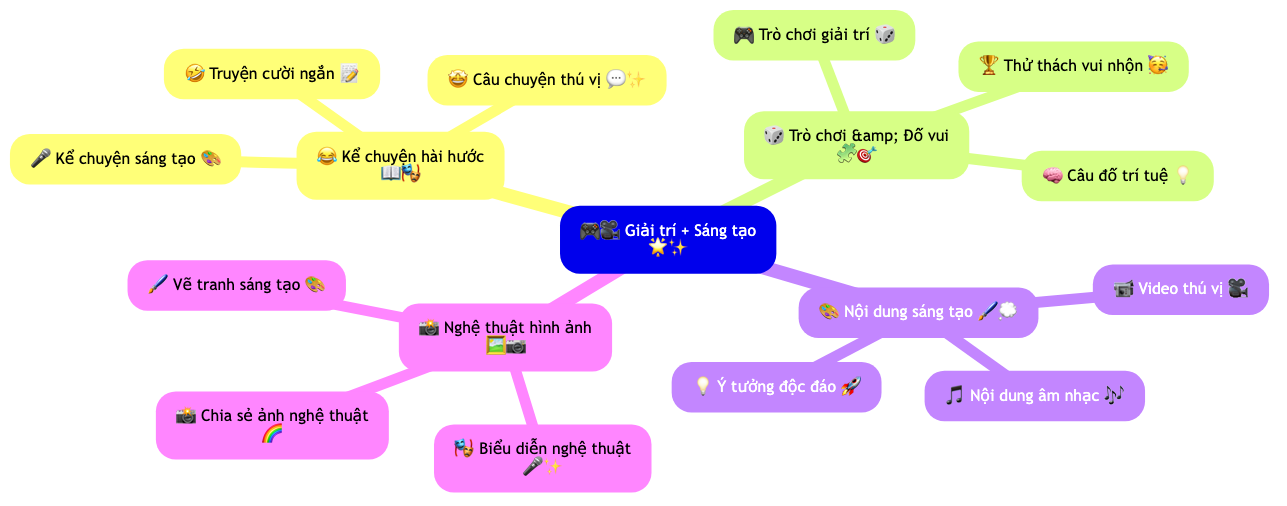 🎮🎥 Giải trí + Sáng tạo
🌟✨
😂 Kể chuyện hài hước
📖🎭
🤣 Truyện cười ngắn 📝
🤩 Câu chuyện thú vị 💬✨
🎤 Kể chuyện sáng tạo 🎨
🎲 Trò chơi &amp; Đố vui
🧩🎯
🎮 Trò chơi giải trí 🎲
🏆 Thử thách vui nhộn 🥳
🧠 Câu đố trí tuệ 💡
📸 Nghệ thuật hình ảnh
🖼️📷
🖌️ Vẽ tranh sáng tạo 🎨
📸 Chia sẻ ảnh nghệ thuật
🌈
🎭 Biểu diễn nghệ thuật
🎤✨
🎨 Nội dung sáng tạo 🖌️💭
📹 Video thú vị 🎥
💡 Ý tưởng độc đáo 🚀
🎵 Nội dung âm nhạc 🎶